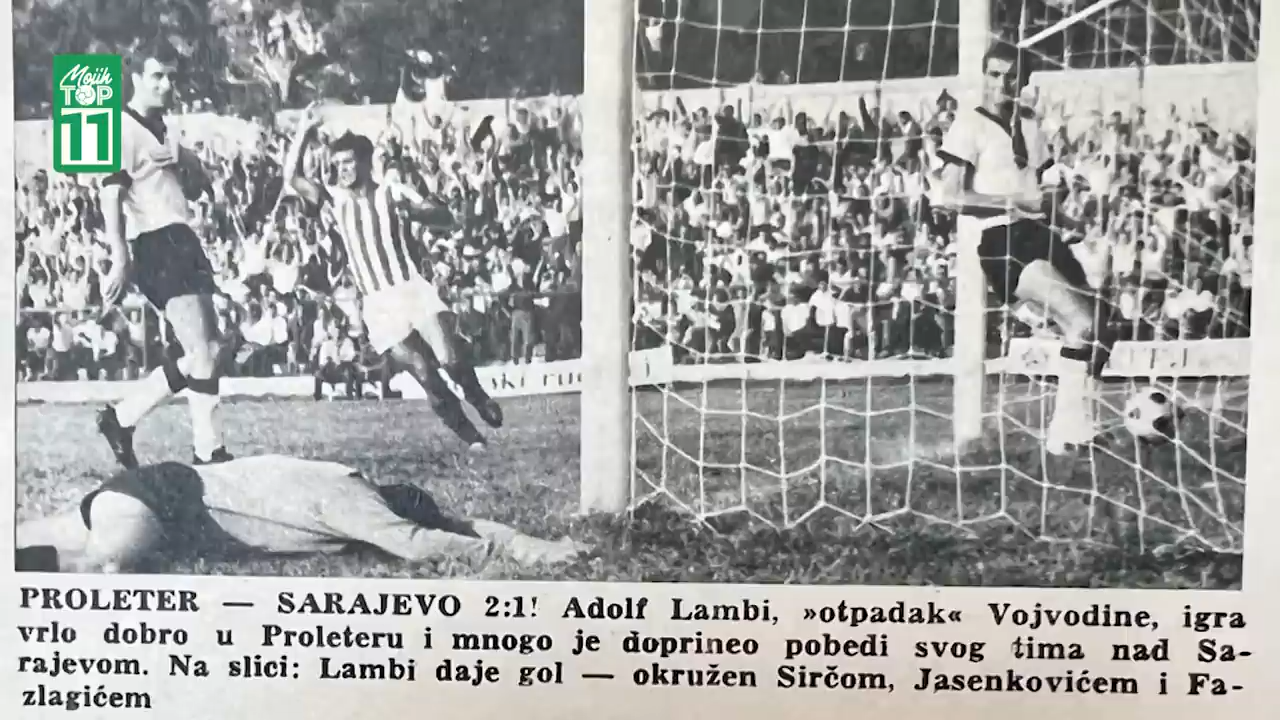 Mojih
TOP
11
PROLETER — SARAJEVO 2:1! Adolf Lambi, »otpadak« Vojvodine, igra
vrlo dobro u Proleteru i mnogo je doprineo pobedi svog tima nad Sa-
rajevom. Na slici: Lambi daje gol — okružen Sirčom, Jasenkovićem i Fa-
zlagićem